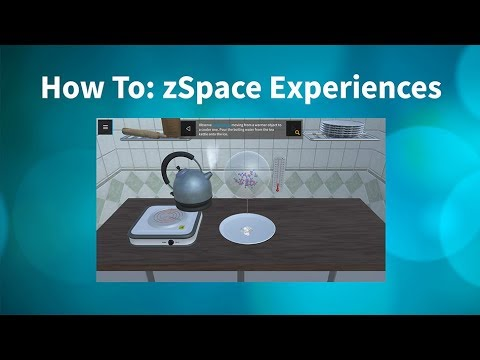 How To: zSpace Experiences
Observe moving from a warmer object to
a cooler one. Pour the boiling water from the tea
kettle onto the ice.